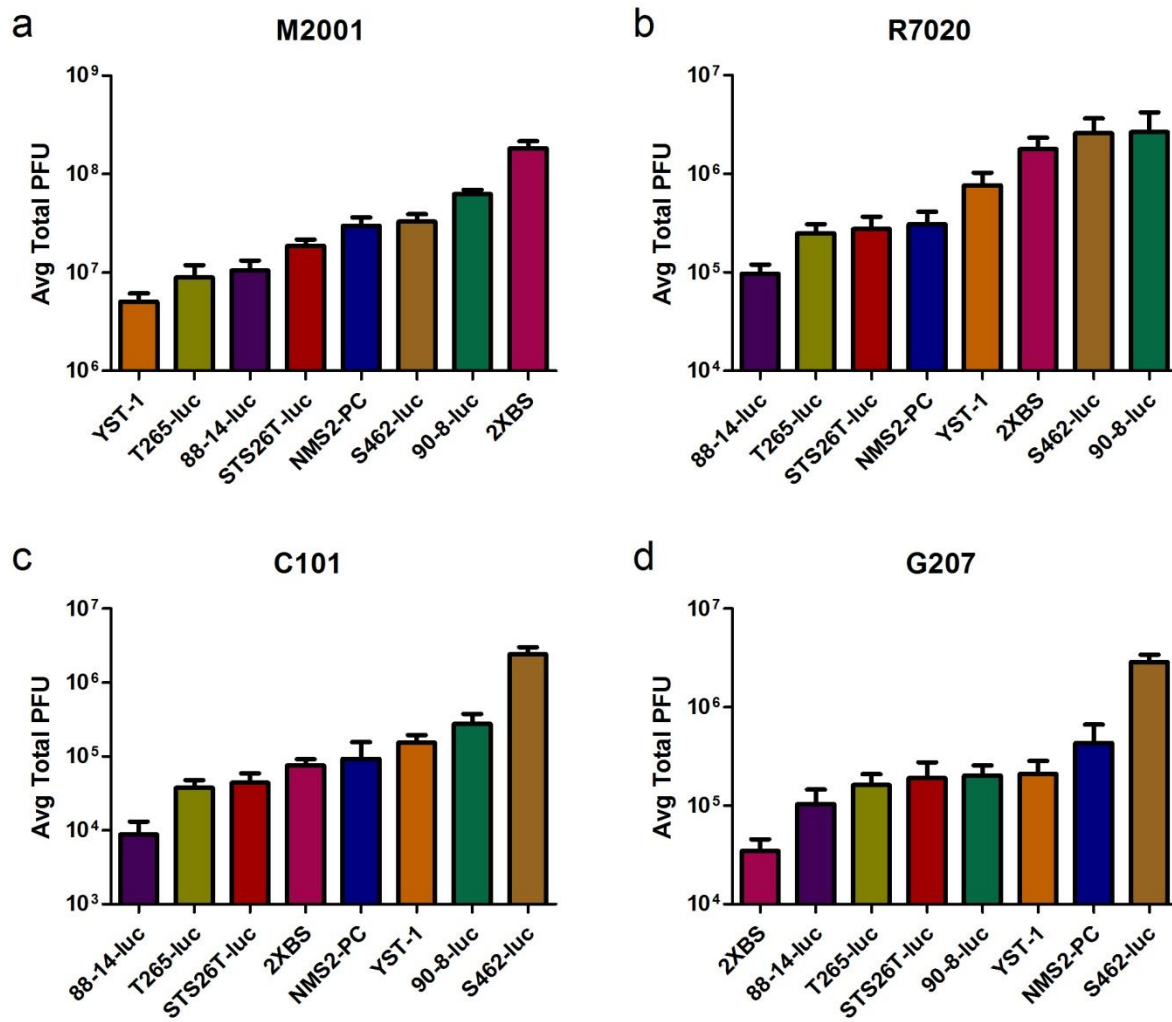 a
M2001
Avg Total PFU
10⁹
10⁸
10⁷
10⁶
YST-1
T265-luc
88-14-luc
STS26T-luc
NMS2-PC
S462-luc
90-8-luc
2XBS
b
R7020
Avg Total PFU
10⁷
10⁶
10⁵
10⁴
88-14-luc
T265-luc
STS26T-luc
NMS2-PC
YST-1
2XBS
S462-luc
90-8-luc
c
C101
Avg Total PFU
10⁷
10⁶
10⁵
10⁴
10³
88-14-luc
T265-luc
STS26T-luc
2XBS
NMS2-PC
YST-1
90-8-luc
S462-luc
d
G207
Avg Total PFU
10⁷
10⁶
10⁵
10⁴
2XBS
88-14-luc
T265-luc
STS26T-luc
90-8-luc
YST-1
NMS2-PC
S462-luc